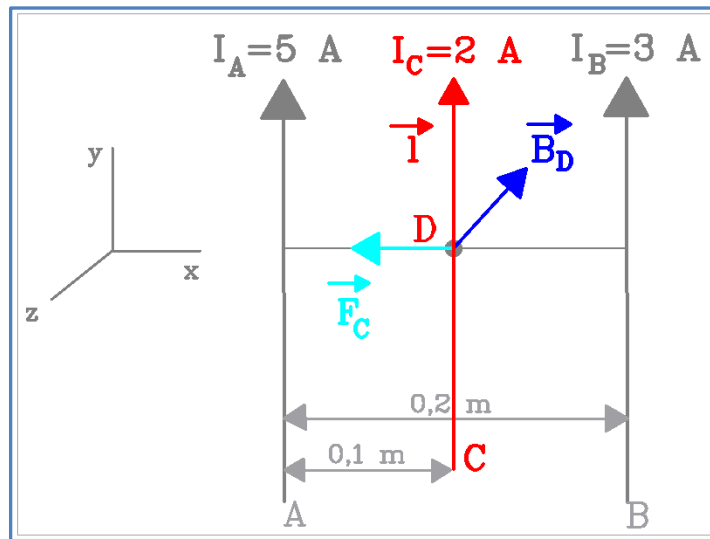 I_A=5 A I_C=2 A I_B=3 A
l B_D
y
D
x
F_C
z
0,2 m
0,1 m C
A B